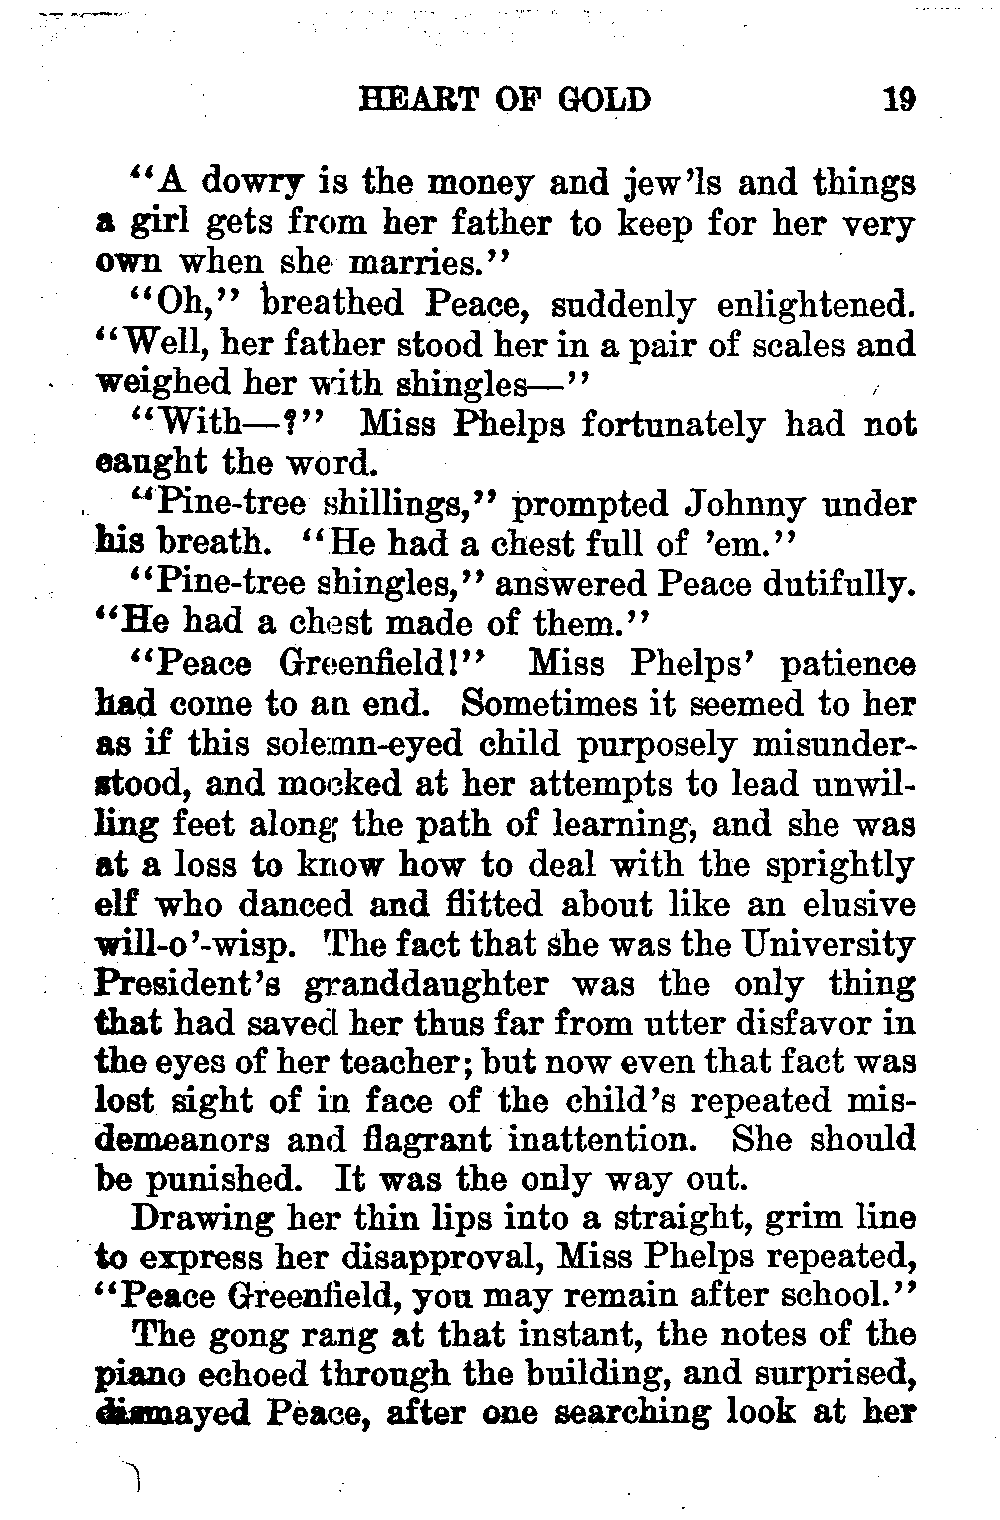 HEART OF GOLD 19
"A dowry is the money and jew'ls and things
a girl gets from her father to keep for her very
own when she marries."
"Oh," breathed Peace, suddenly enlightened.
"Well, her father stood her in a pair of scales and
weighed her with shingles—"
"With—?" Miss Phelps fortunately had not
caught the word.
"Pine-tree shillings," prompted Johnny under
his breath. "He had a chest full of 'em."
"Pine-tree shingles," answered Peace dutifully.
"He had a chest made of them."
"Peace Greenfield!" Miss Phelps' patience
had come to an end. Sometimes it seemed to her
as if this solemn-eyed child purposely misunder-
stood, and mocked at her attempts to lead unwil-
ling feet along the path of learning, and she was
at a loss to know how to deal with the sprightly
elf who danced and flitted about like an elusive
will-o'-wisp. The fact that she was the University
President's granddaughter was the only thing
that had saved her thus far from utter disfavor in
the eyes of her teacher; but now even that fact was
lost sight of in face of the child's repeated mis-
demeanors and flagrant inattention. She should
be punished. It was the only way out.
Drawing her thin lips into a straight, grim line
to express her disapproval, Miss Phelps repeated,
"Peace Greenfield, you may remain after school."
The gong rang at that instant, the notes of the
piano echoed through the building, and surprised,
dismayed Peace, after one searching look at her